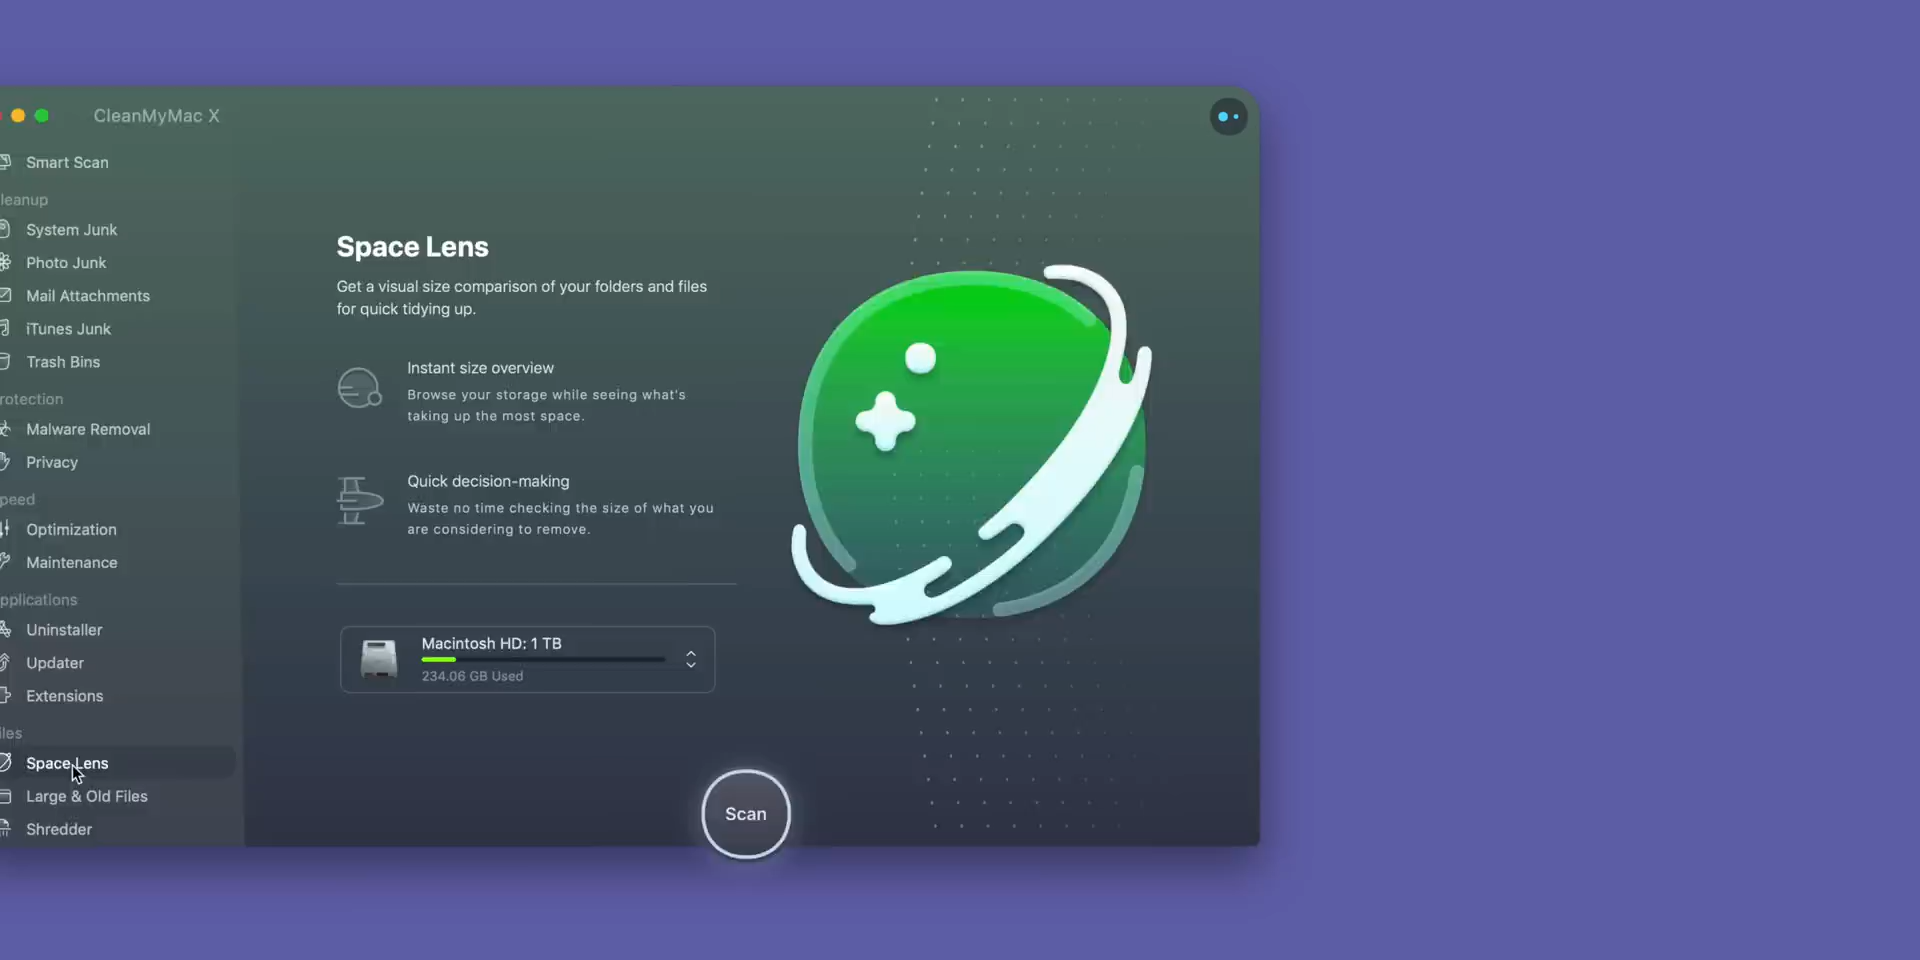 CleanMyMac X
Smart Scan
leanup
System Junk
Photo Junk
Mail Attachments
iTunes Junk
Trash Bins
rotection
Malware Removal
Privacy
peed
Optimization
Maintenance
pplications
Uninstaller
Updater
Extensions
iles
Space Lens
Large & Old Files
Shredder
Space Lens
Get a visual size comparison of your folders and files
for quick tidying up.
Instant size overview
Browse your storage while seeing what's
taking up the most space.
Quick decision-making
Waste no time checking the size of what you
are considering to remove.
Macintosh HD: 1 TB
234.06 GB Used
Scan